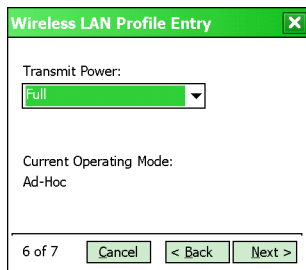 Wireless LAN Profile Entry
Transmit Power:
Full
Current Operating Mode:
Ad-Hoc
6 of 7 Cancel < Back Next >